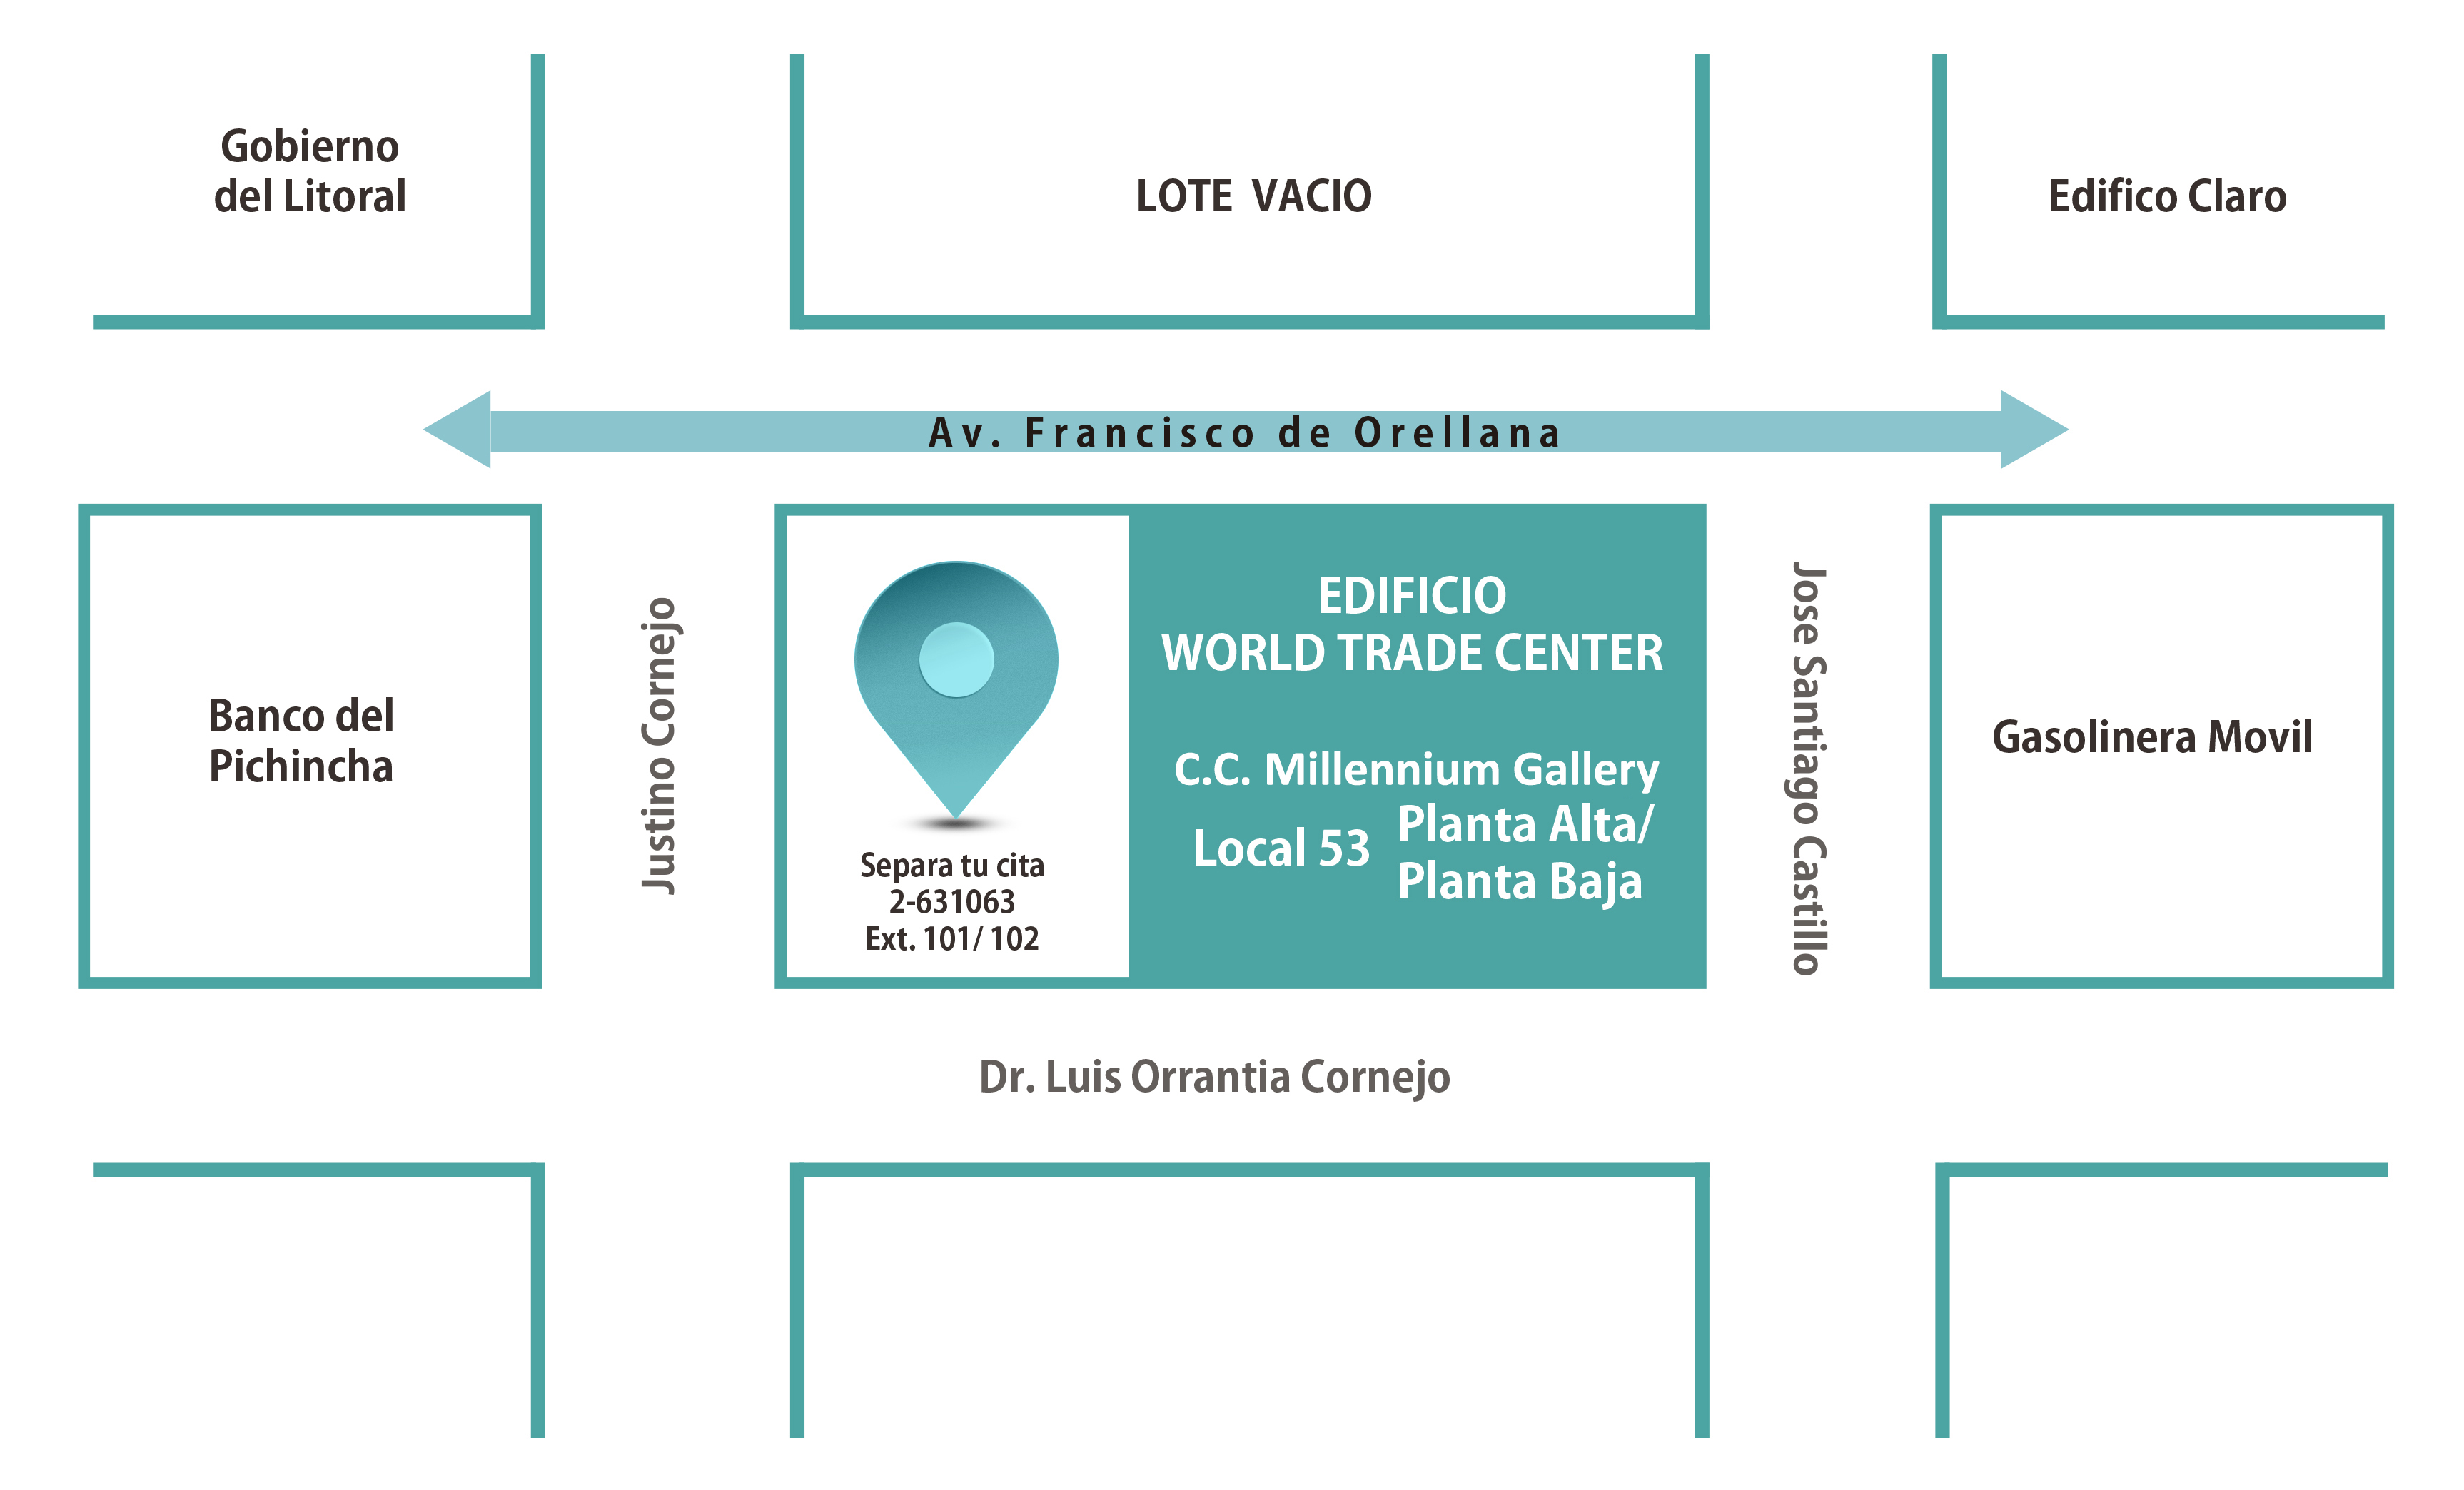 Gobierno
del Litoral
LOTE VACIO
Edifico Claro
Av. Francisco de Orellana
Banco del
Pichincha
Justino Cornejo
Separa tu cita
2-631063
Ext. 101/ 102
EDIFICIO
WORLD TRADE CENTER
C.C. Millennium Gallery
Local 53
Planta Alta/
Planta Baja
Jose Santiago Castilllo
Gasolinera Movil
Dr. Luis Orrantia Cornejo